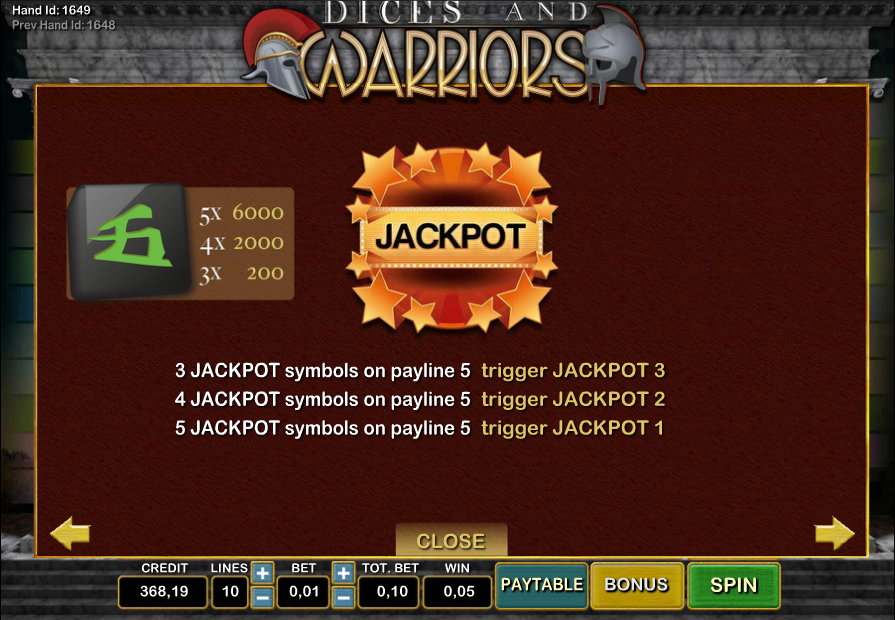 Hand Id: 1649
Prev Hand Id: 1648
DICES AND
WARRIORS
5X 6000
4X 2000
3X 200
JACKPOT
3 JACKPOT symbols on payline 5 trigger JACKPOT 3
4 JACKPOT symbols on payline 5 trigger JACKPOT 2
5 JACKPOT symbols on payline 5 trigger JACKPOT 1
CLOSE
CREDIT LINES BET TOT. BET WIN
368,19 10 + − 0,01 + − 0,10 0,05 PAYTABLE BONUS SPIN